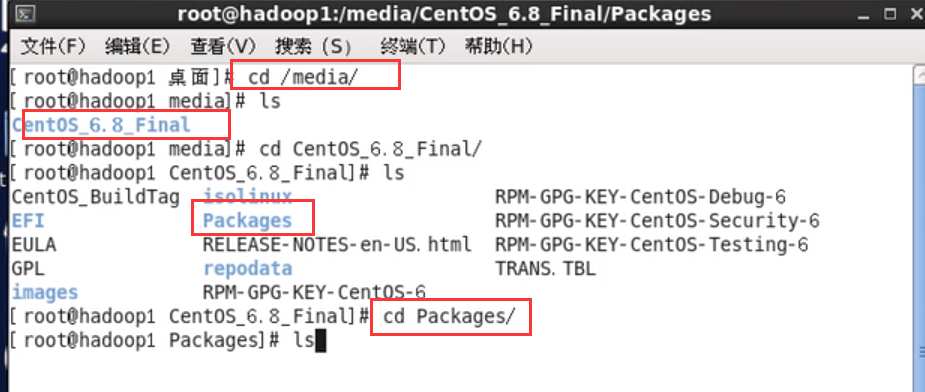 root@hadoop1:/media/CentOS_6.8_Final/Packages
文件(F) 编辑(E) 查看(V) 搜索 (S) 终端(T) 帮助(H)
[root@hadoop1 桌面]# cd /media/
[root@hadoop1 media]# ls
CentOS_6.8_Final
[root@hadoop1 media]# cd CentOS_6.8_Final/
[root@hadoop1 CentOS_6.8_Final]# ls
CentOS_BuildTag isolinux RPM-GPG-KEY-CentOS-Debug-6
EFI Packages RPM-GPG-KEY-CentOS-Security-6
EULA RELEASE-NOTES-en-US.html RPM-GPG-KEY-CentOS-Testing-6
GPL repodata TRANS.TBL
images RPM-GPG-KEY-CentOS-6
[root@hadoop1 CentOS_6.8_Final]# cd Packages/
[root@hadoop1 Packages]# ls